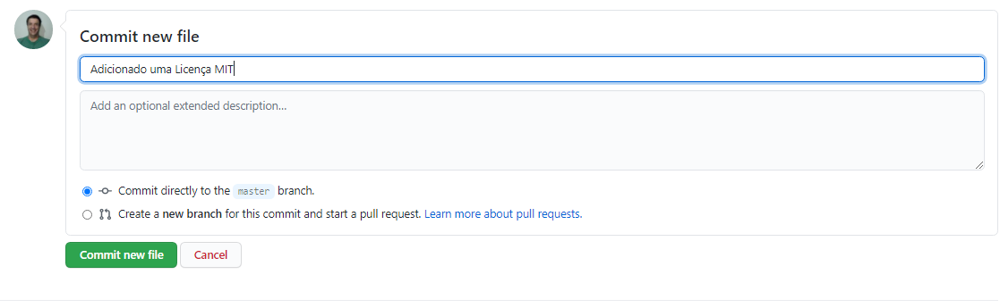 Commit new file
Adicionado uma Licença MIT
Add an optional extended description...
Commit directly to the master branch.
Create a new branch for this commit and start a pull request. Learn more about pull requests.
Commit new file Cancel